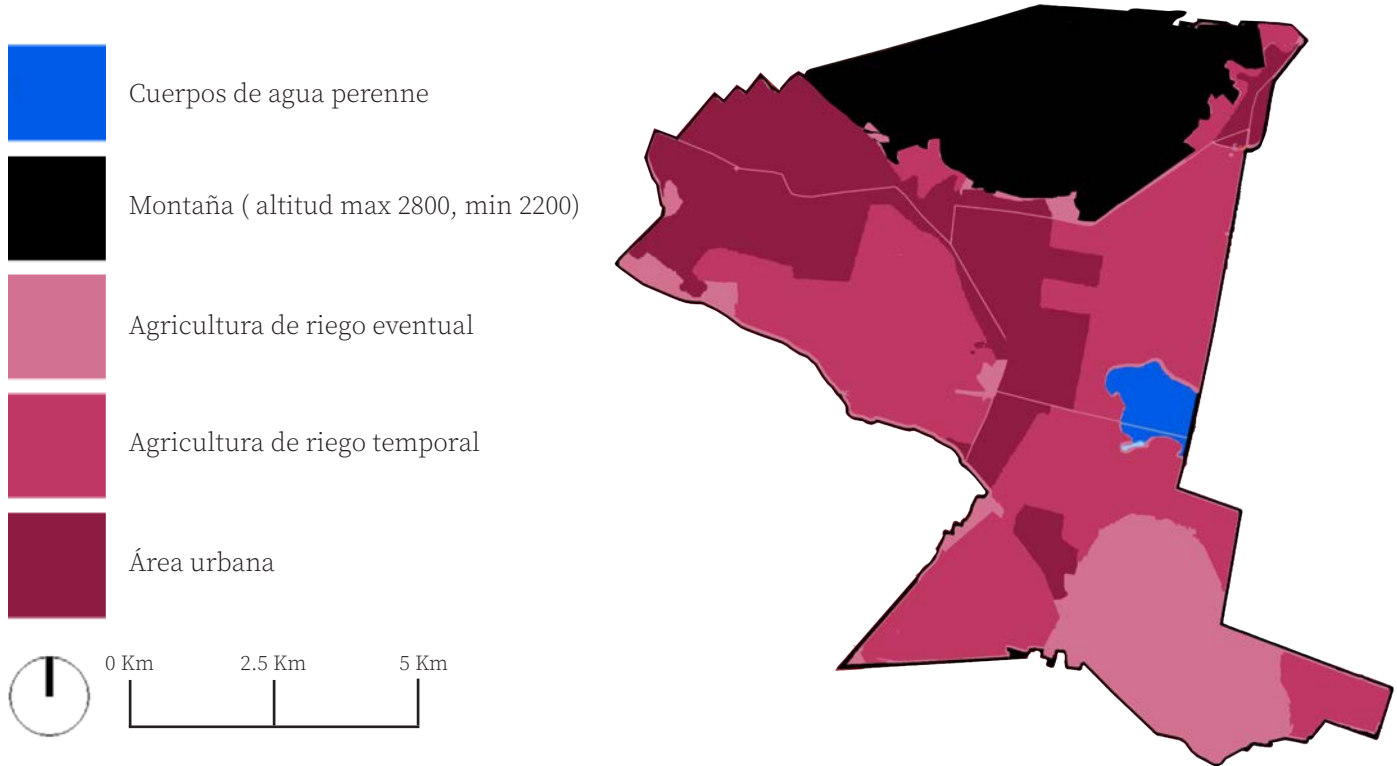 Cuerpos de agua perenne
Montaña ( altitud max 2800, min 2200)
Agricultura de riego eventual
Agricultura de riego temporal
Área urbana
0 Km 2.5 Km 5 Km